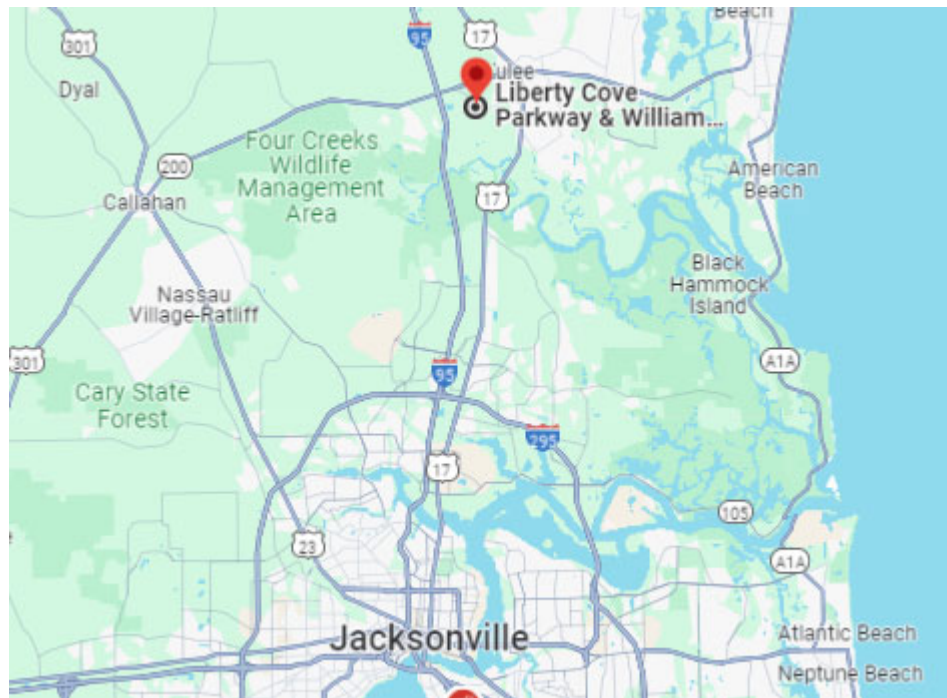 Beach
301
95
17
ulee
Dyal
Liberty Cove
Parkway & William...
Four Creeks
Wildlife
Management
Area
200
American
Beach
Callahan
17
Black
Hammock
Island
Nassau
Village-Ratliff
301
95
A1A
Cary State
Forest
295
17
105
23
A1A
Jacksonville
Atlantic Beach
Neptune Beach